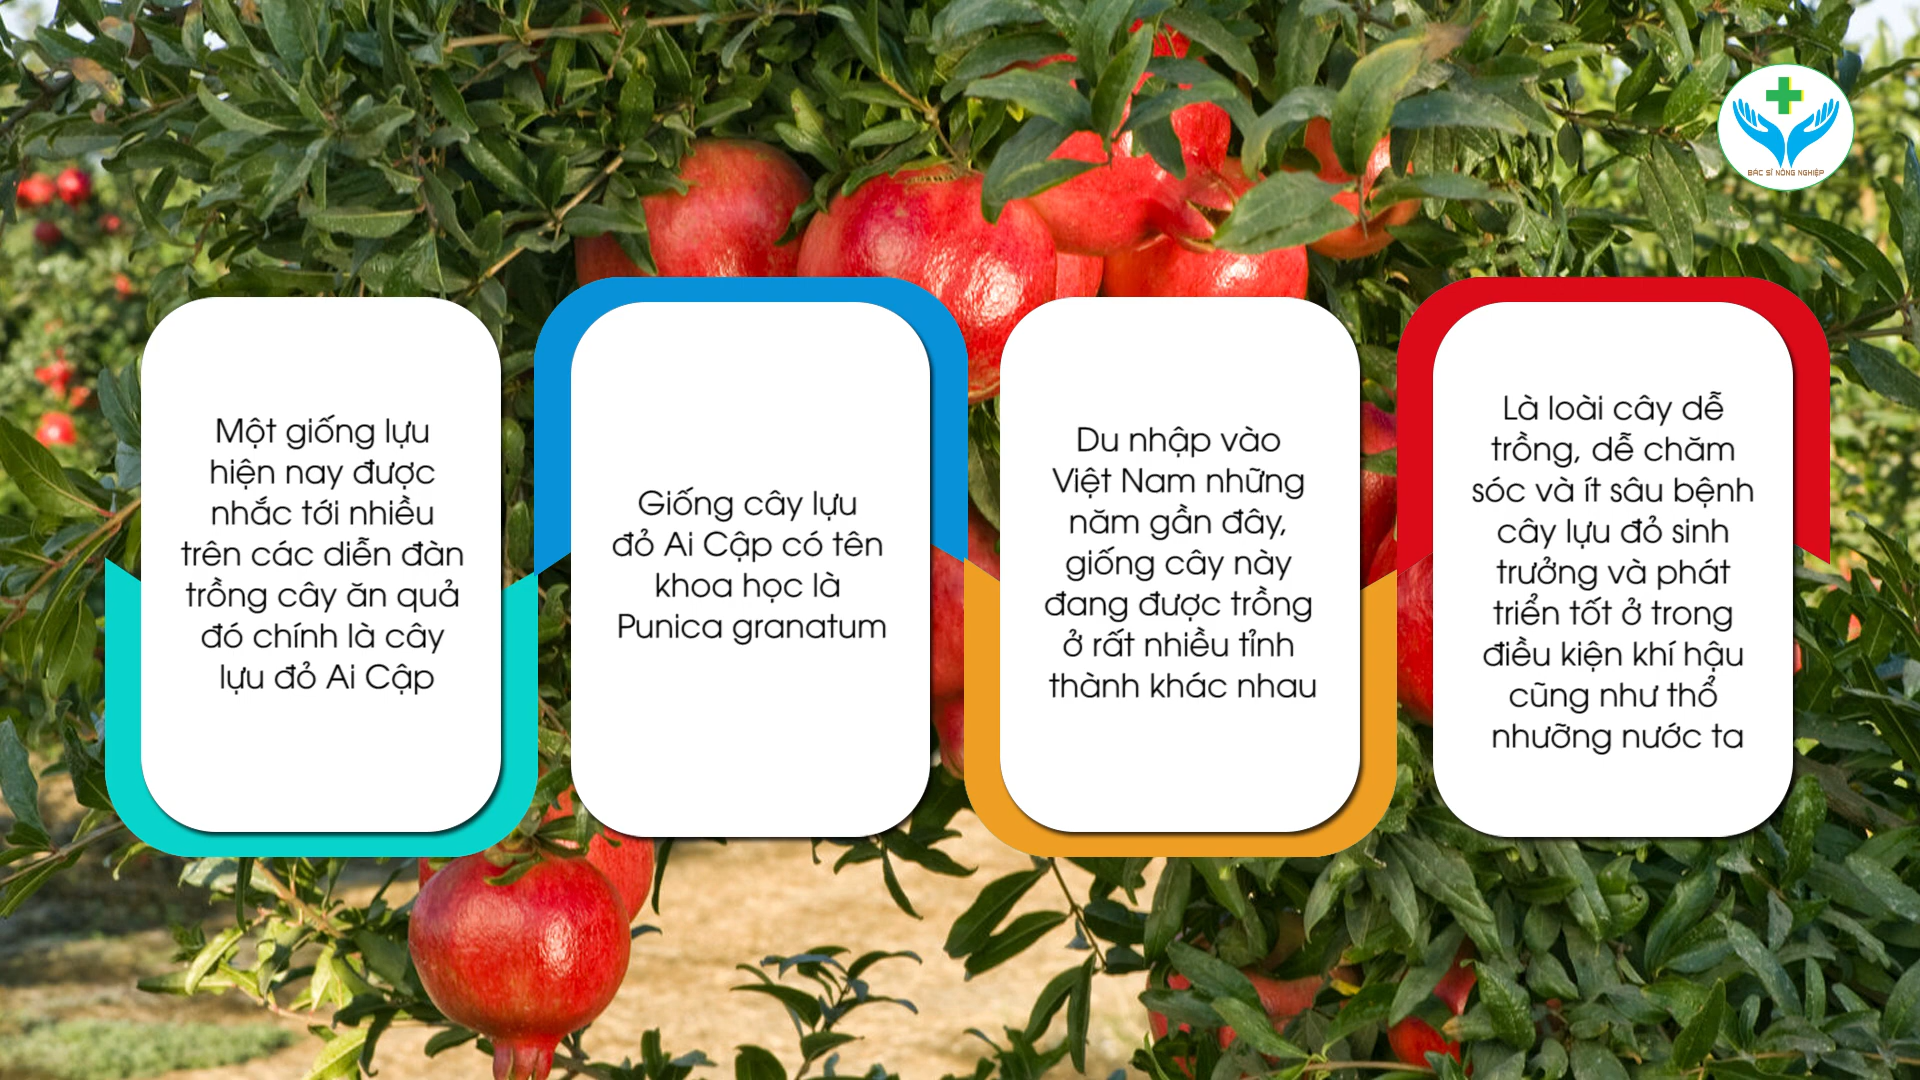 BÁC SĨ NÔNG NGHIỆP
Một giống lựu
hiện nay được
nhắc tới nhiều
trên các diễn đàn
trồng cây ăn quả
đó chính là cây
lựu đỏ Ai Cập
Giống cây lựu
đỏ Ai Cập có tên
khoa học là
Punica granatum
Du nhập vào
Việt Nam những
năm gần đây,
giống cây này
đang được trồng
ở rất nhiều tỉnh
thành khác nhau
Là loài cây dễ
trồng, dễ chăm
sóc và ít sâu bệnh
cây lựu đỏ sinh
trưởng và phát
triển tốt ở trong
điều kiện khí hậu
cũng như thổ
nhưỡng nước ta